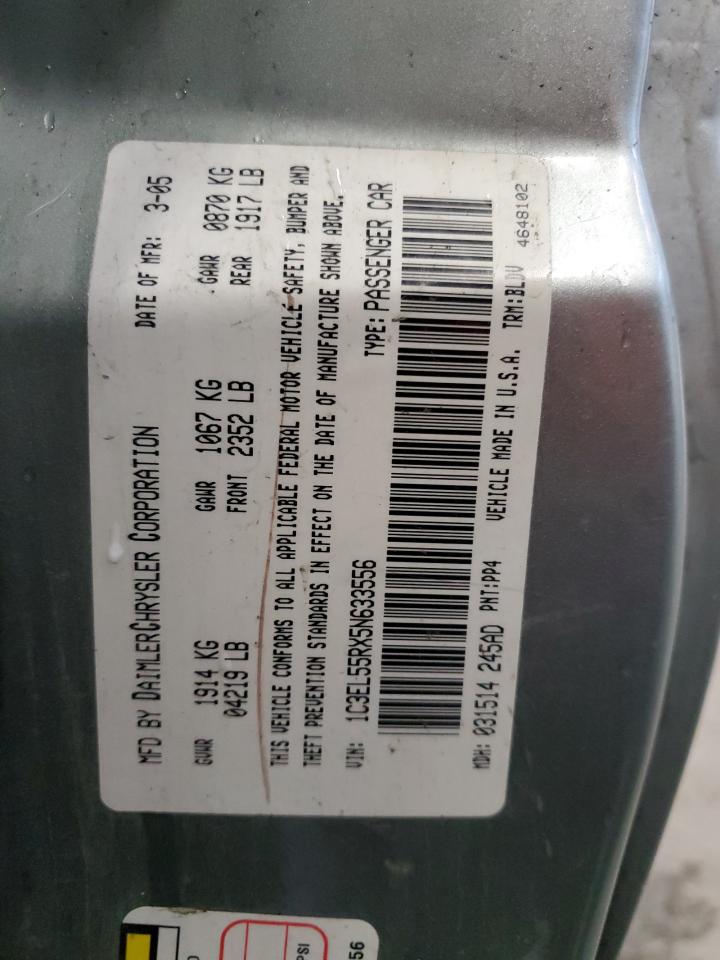 MFD BY DAIMLERCHRYSLER CORPORATION DATE OF MFR: 3-05
GVWR 1914 KG GAWR 1067 KG GAWR 0870 KG
04219 LB FRONT 2352 LB REAR 1917 LB
THIS VEHICLE CONFORMS TO ALL APPLICABLE FEDERAL MOTOR VEHICLE SAFETY, BUMPER AND
THEFT PREVENTION STANDARDS IN EFFECT ON THE DATE OF MANUFACTURE SHOWN ABOVE.
VIN: 1C3EL55RX5N633556 TYPE: PASSENGER CAR
MDH: 031514 245AD PNT:PP4 VEHICLE MADE IN U.S.A. TRM:BLDV 4648102
PSI
56